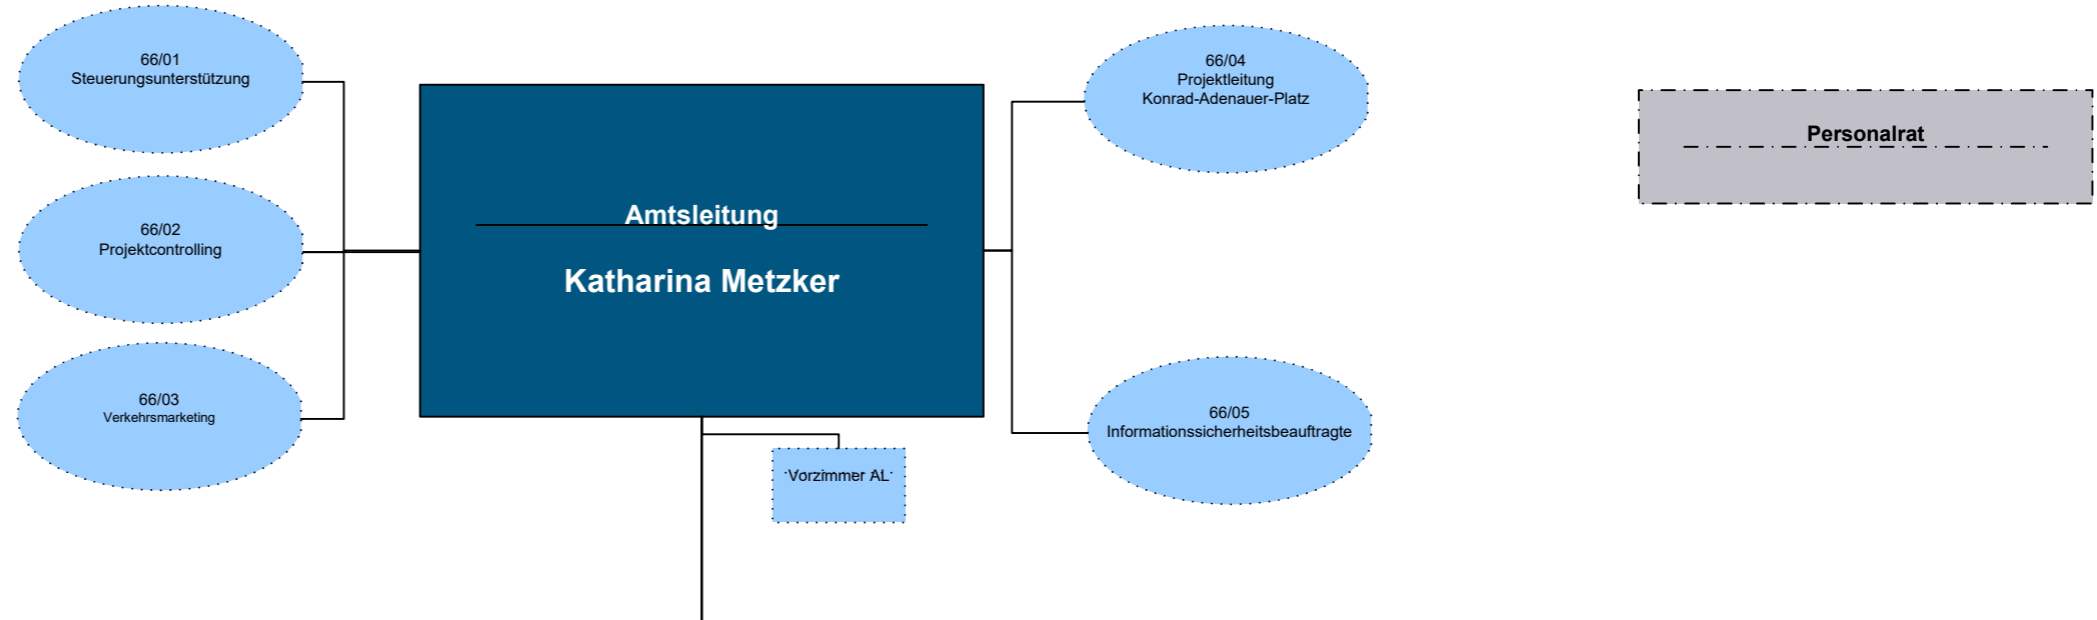 66/01
Steuerungsunterstützung
66/02
Projektcontrolling
66/03
Verkehrsmarketing
Amtsleitung
Katharina Metzker
Vorzimmer AL
66/04
Projektleitung
Konrad-Adenauer-Platz
66/05
Informationssicherheitsbeauftragte
Personalrat